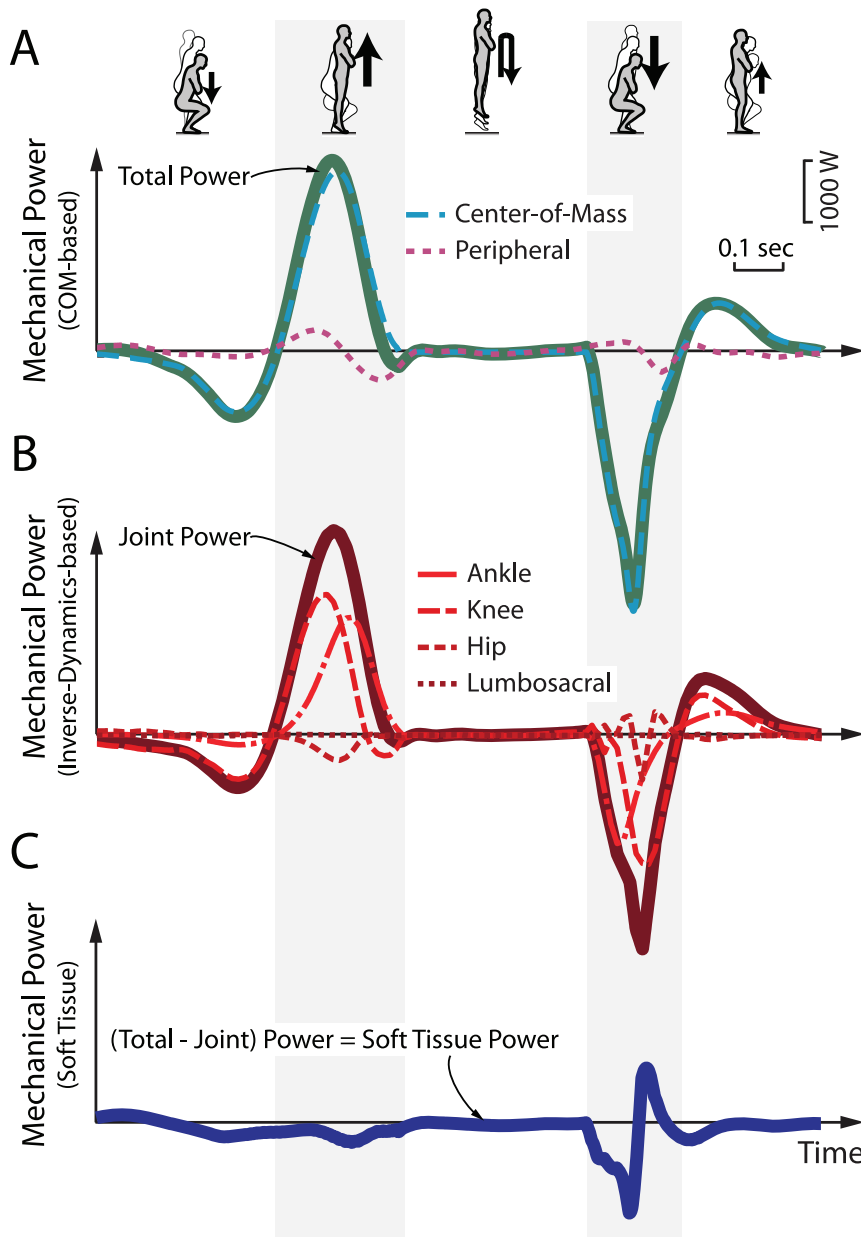 A
Total Power
Center-of-Mass
Peripheral
1000 W
0.1 sec
Mechanical Power
(COM-based)
B
Joint Power
Ankle
Knee
Hip
Lumbosacral
Mechanical Power
(Inverse-Dynamics-based)
C
(Total - Joint) Power = Soft Tissue Power
Mechanical Power
(Soft Tissue)
Time